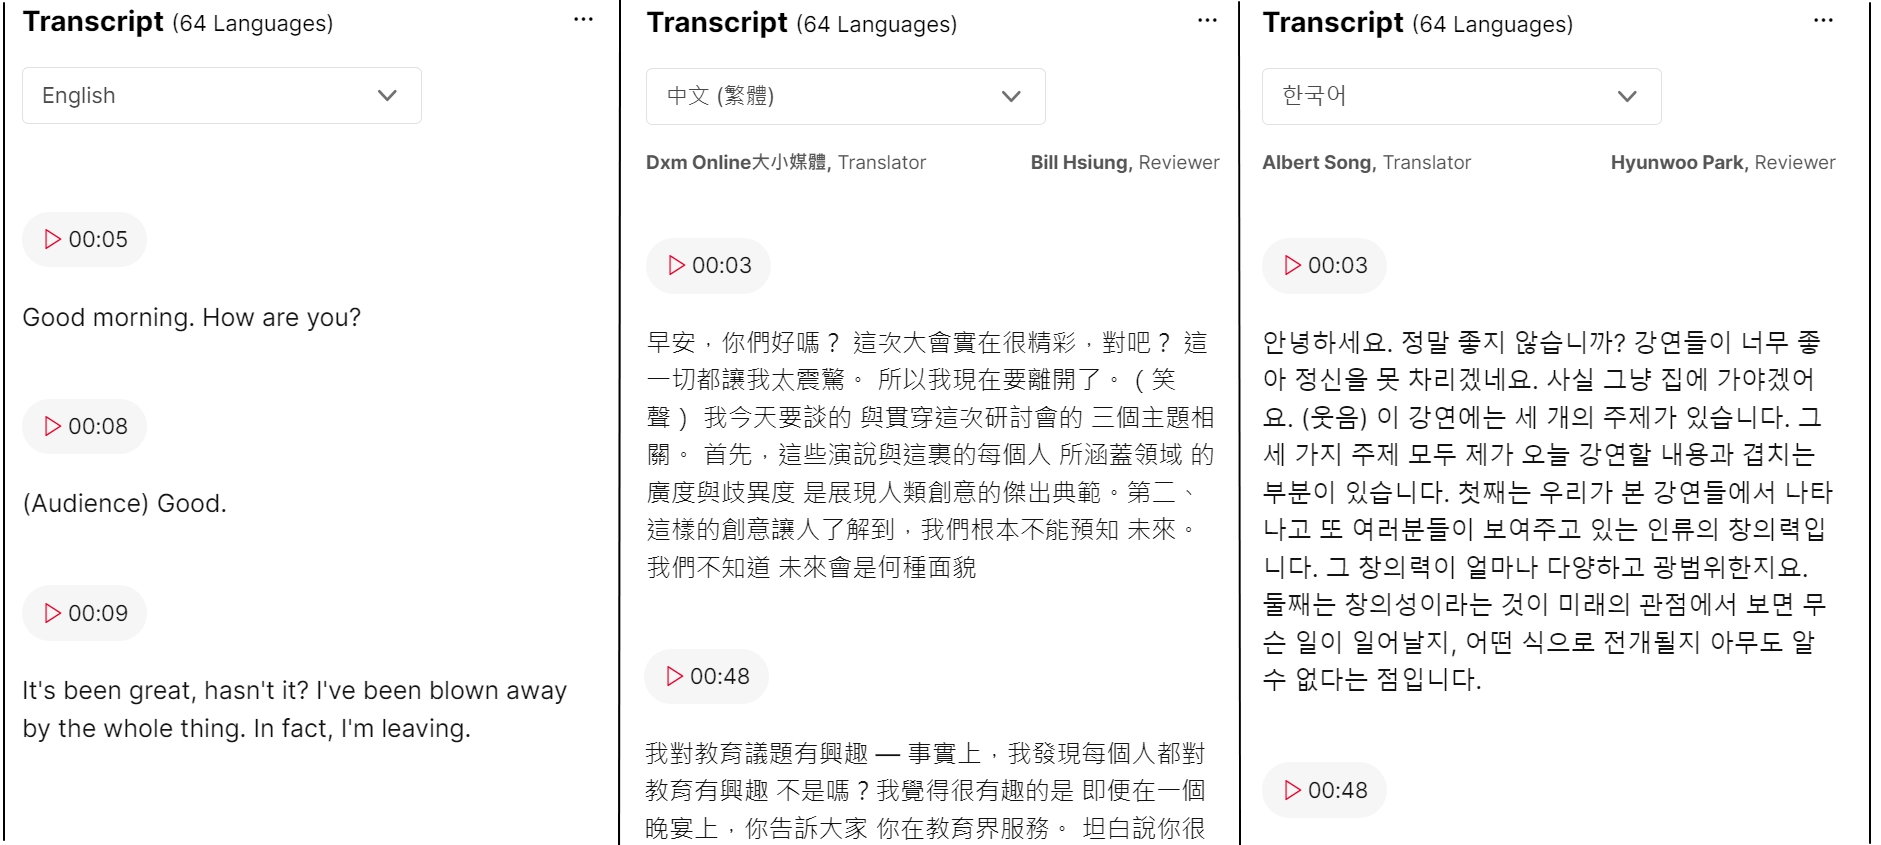 Transcript (64 Languages)
English
00:05
Good morning. How are you?
00:08
(Audience) Good.
00:09
It's been great, hasn't it? I've been blown away
by the whole thing. In fact, I'm leaving.
Transcript (64 Languages)
中文 (繁體)
Dxm Online大小媒體, Translator
Bill Hsiung, Reviewer
00:03
早安，你們好嗎？ 這次大會實在很精彩，對吧？ 這
一切都讓我太震驚。 所以我現在要離開了。（笑
聲） 我今天要談的 與貫穿這次研討會的 三個主題相
關。 首先，這些演說與這裏的每個人 所涵蓋領域 的
廣度與歧異度 是展現人類創意的傑出典範。第二、
這樣的創意讓人了解到，我們根本不能預知 未來。
我們不知道 未來會是何種面貌
00:48
我對教育議題有興趣 — 事實上，我發現每個人都對
教育有興趣 不是嗎？我覺得很有趣的是 即便在一個
晚宴上，你告訴大家 你在教育界服務。 坦白說你很
Transcript (64 Languages)
한국어
Albert Song, Translator
Hyunwoo Park, Reviewer
00:03
안녕하세요. 정말 좋지 않습니까? 강연들이 너무 좋
아 정신을 못 차리겠네요. 사실 그냥 집에 가야겠어
요. (웃음) 이 강연에는 세 개의 주제가 있습니다. 그
세 가지 주제 모두 제가 오늘 강연할 내용과 겹치는
부분이 있습니다. 첫째는 우리가 본 강연들에서 나타
나고 또 여러분들이 보여주고 있는 인류의 창의력입
니다. 그 창의력이 얼마나 다양하고 광범위한지요.
둘째는 창의성이라는 것이 미래의 관점에서 보면 무
슨 일이 일어날지, 어떤 식으로 전개될지 아무도 알
수 없다는 점입니다.
00:48